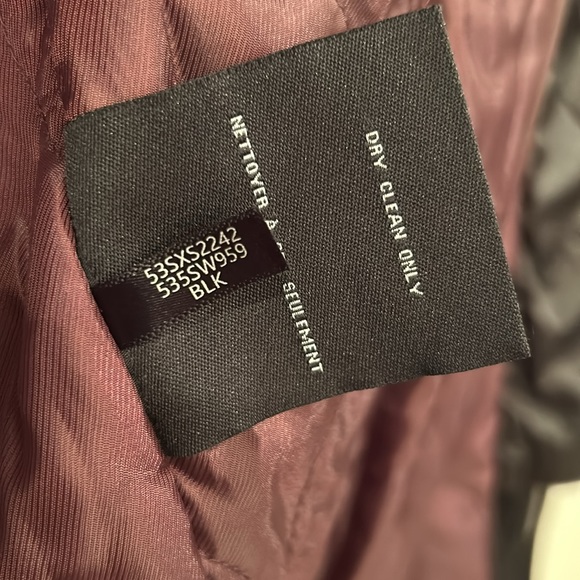 DRY CLEAN ONLY
NETTOYER À SEULEMENT
53SXS2242
535SW959
BLK